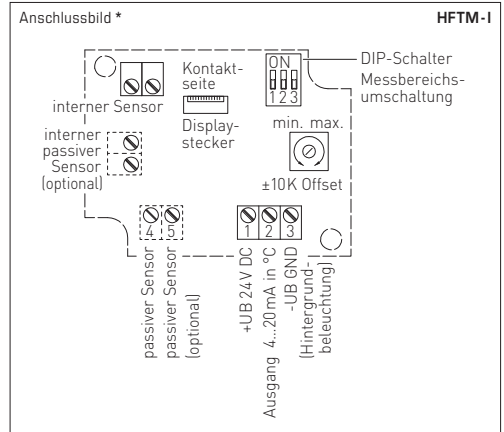 Anschlussbild *
HFTM-I
ON
1 2 3
DIP-Schalter
Messbereichs-
umschaltung
Kontakt-
seite
Display-
stecker
interner Sensor
interner
passiver
Sensor
(optional)
min. max.
±10K Offset
4 5
1 2 3
passiver Sensor
passiver Sensor
(optional)
+UB 24V DC
Ausgang 4...20mA in °C
-UB GND
(Hintergrund-
beleuchtung)